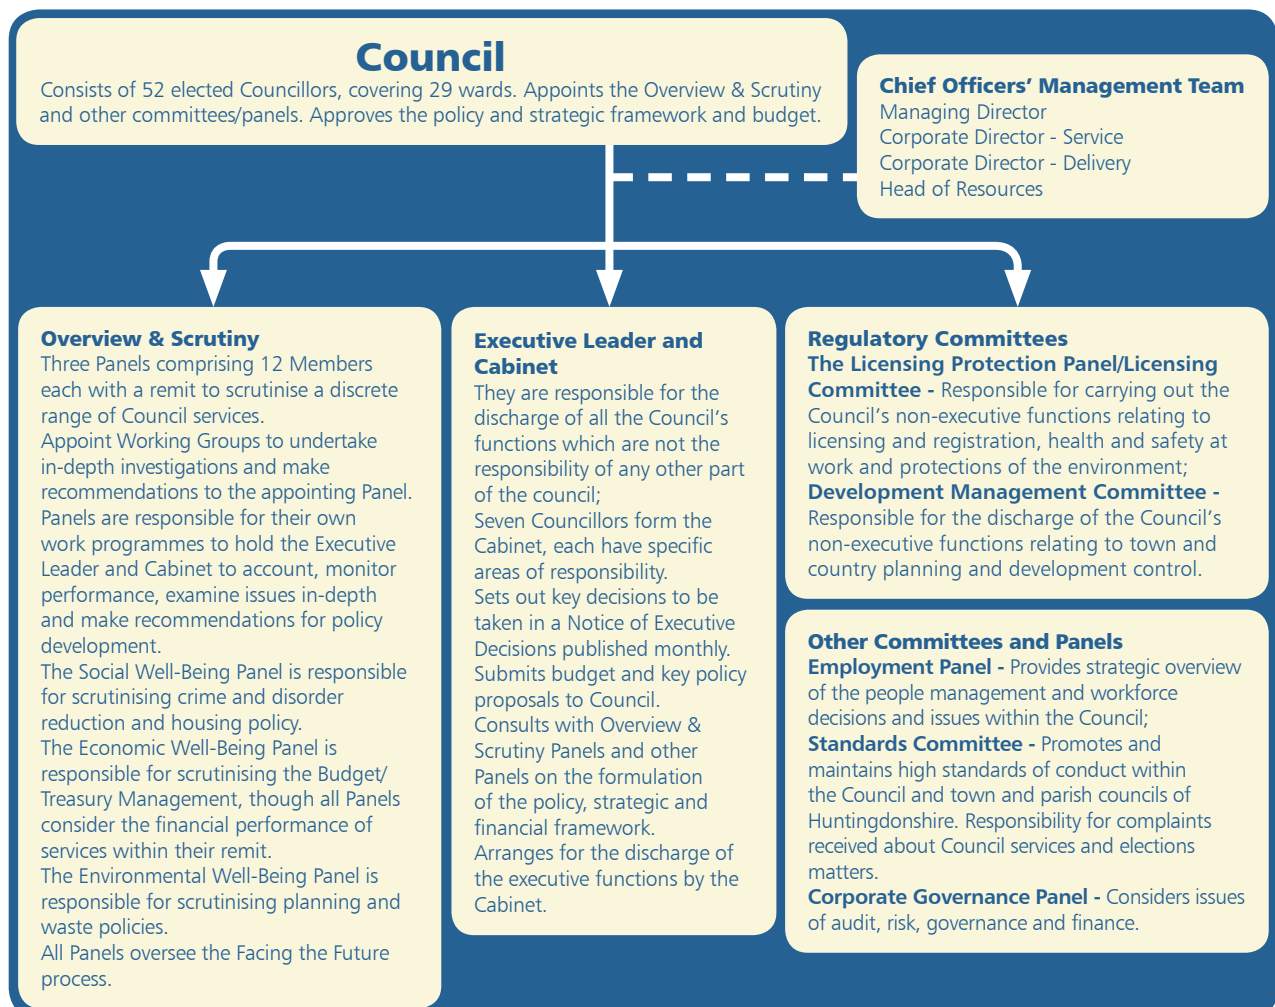 Council
Consists of 52 elected Councillors, covering 29 wards. Appoints the Overview & Scrutiny
and other committees/panels. Approves the policy and strategic framework and budget.
Chief Officers’ Management Team
Managing Director
Corporate Director - Service
Corporate Director - Delivery
Head of Resources
Overview & Scrutiny
Three Panels comprising 12 Members
each with a remit to scrutinise a discrete
range of Council services.
Appoint Working Groups to undertake
in-depth investigations and make
recommendations to the appointing Panel.
Panels are responsible for their own
work programmes to hold the Executive
Leader and Cabinet to account, monitor
performance, examine issues in-depth
and make recommendations for policy
development.
The Social Well-Being Panel is responsible
for scrutinising crime and disorder
reduction and housing policy.
The Economic Well-Being Panel is
responsible for scrutinising the Budget/
Treasury Management, though all Panels
consider the financial performance of
services within their remit.
The Environmental Well-Being Panel is
responsible for scrutinising planning and
waste policies.
All Panels oversee the Facing the Future
process.
Executive Leader and
Cabinet
They are responsible for the
discharge of all the Council’s
functions which are not the
responsibility of any other part
of the council;
Seven Councillors form the
Cabinet, each have specific
areas of responsibility.
Sets out key decisions to be
taken in a Notice of Executive
Decisions published monthly.
Submits budget and key policy
proposals to Council.
Consults with Overview &
Scrutiny Panels and other
Panels on the formulation
of the policy, strategic and
financial framework.
Arranges for the discharge of
the executive functions by the
Cabinet.
Regulatory Committees
The Licensing Protection Panel/Licensing
Committee - Responsible for carrying out the
Council’s non-executive functions relating to
licensing and registration, health and safety at
work and protections of the environment;
Development Management Committee -
Responsible for the discharge of the Council’s
non-executive functions relating to town and
country planning and development control.
Other Committees and Panels
Employment Panel - Provides strategic overview
of the people management and workforce
decisions and issues within the Council;
Standards Committee - Promotes and
maintains high standards of conduct within
the Council and town and parish councils of
Huntingdonshire. Responsibility for complaints
received about Council services and elections
matters.
Corporate Governance Panel - Considers issues
of audit, risk, governance and finance.